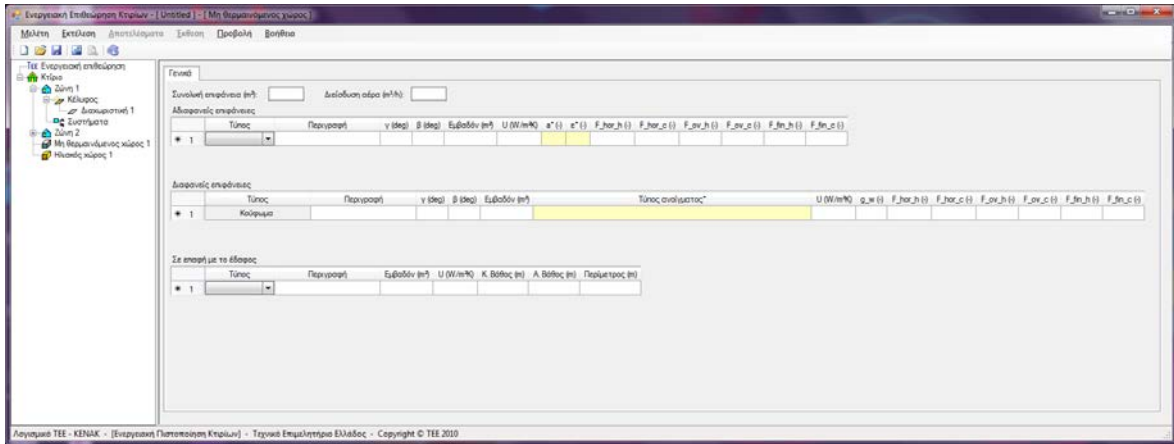 Ενεργειακή Επιθεώρηση Κτιρίων - [ Untitled ] - [ Μη θερμαινόμενος χώρος ]
Μελέτη Εκτέλεση Αποτελέσματα Έκθεση Προβολή Βοήθεια
ΤΕΕ Ενεργειακή επιθεώρηση
Κτίριο
Ζώνη 1
Κέλυφος
Διαχωριστική 1
Συστήματα
Ζώνη 2
Μη θερμαινόμενος χώρος 1
Ηλιακός χώρος 1
Γενικά
Συνολική επιφάνεια (m²): Διείσδυση αέρα (m³/h):
Αδιαφανείς επιφάνειες
Τύπος Περιγραφή γ (deg) β (deg) Εμβαδόν (m²) U (W/m²K) a* (-) ε* (-) F_hor_h (-) F_hor_c (-) F_ov_h (-) F_ov_c (-) F_fin_h (-) F_fin_c (-)
1
Διαφανείς επιφάνειες
Τύπος Περιγραφή γ (deg) β (deg) Εμβαδόν (m²) Τύπος ανοίγματος* U (W/m²K) g_w (-) F_hor_h (-) F_hor_c (-) F_ov_h (-) F_ov_c (-) F_fin_h (-) F_fin_c (-)
1 Κούφωμα
Σε επαφή με το έδαφος
Τύπος Περιγραφή Εμβαδόν (m²) U (W/m²K) Κ. Βάθος (m) Α. Βάθος (m) Περίμετρος (m)
1
Λογισμικό ΤΕΕ - ΚΕΝΑΚ - [Ενεργειακή Πιστοποίηση Κτιρίων] - Τεχνικό Επιμελητήριο Ελλάδος - Copyright © ΤΕΕ 2010